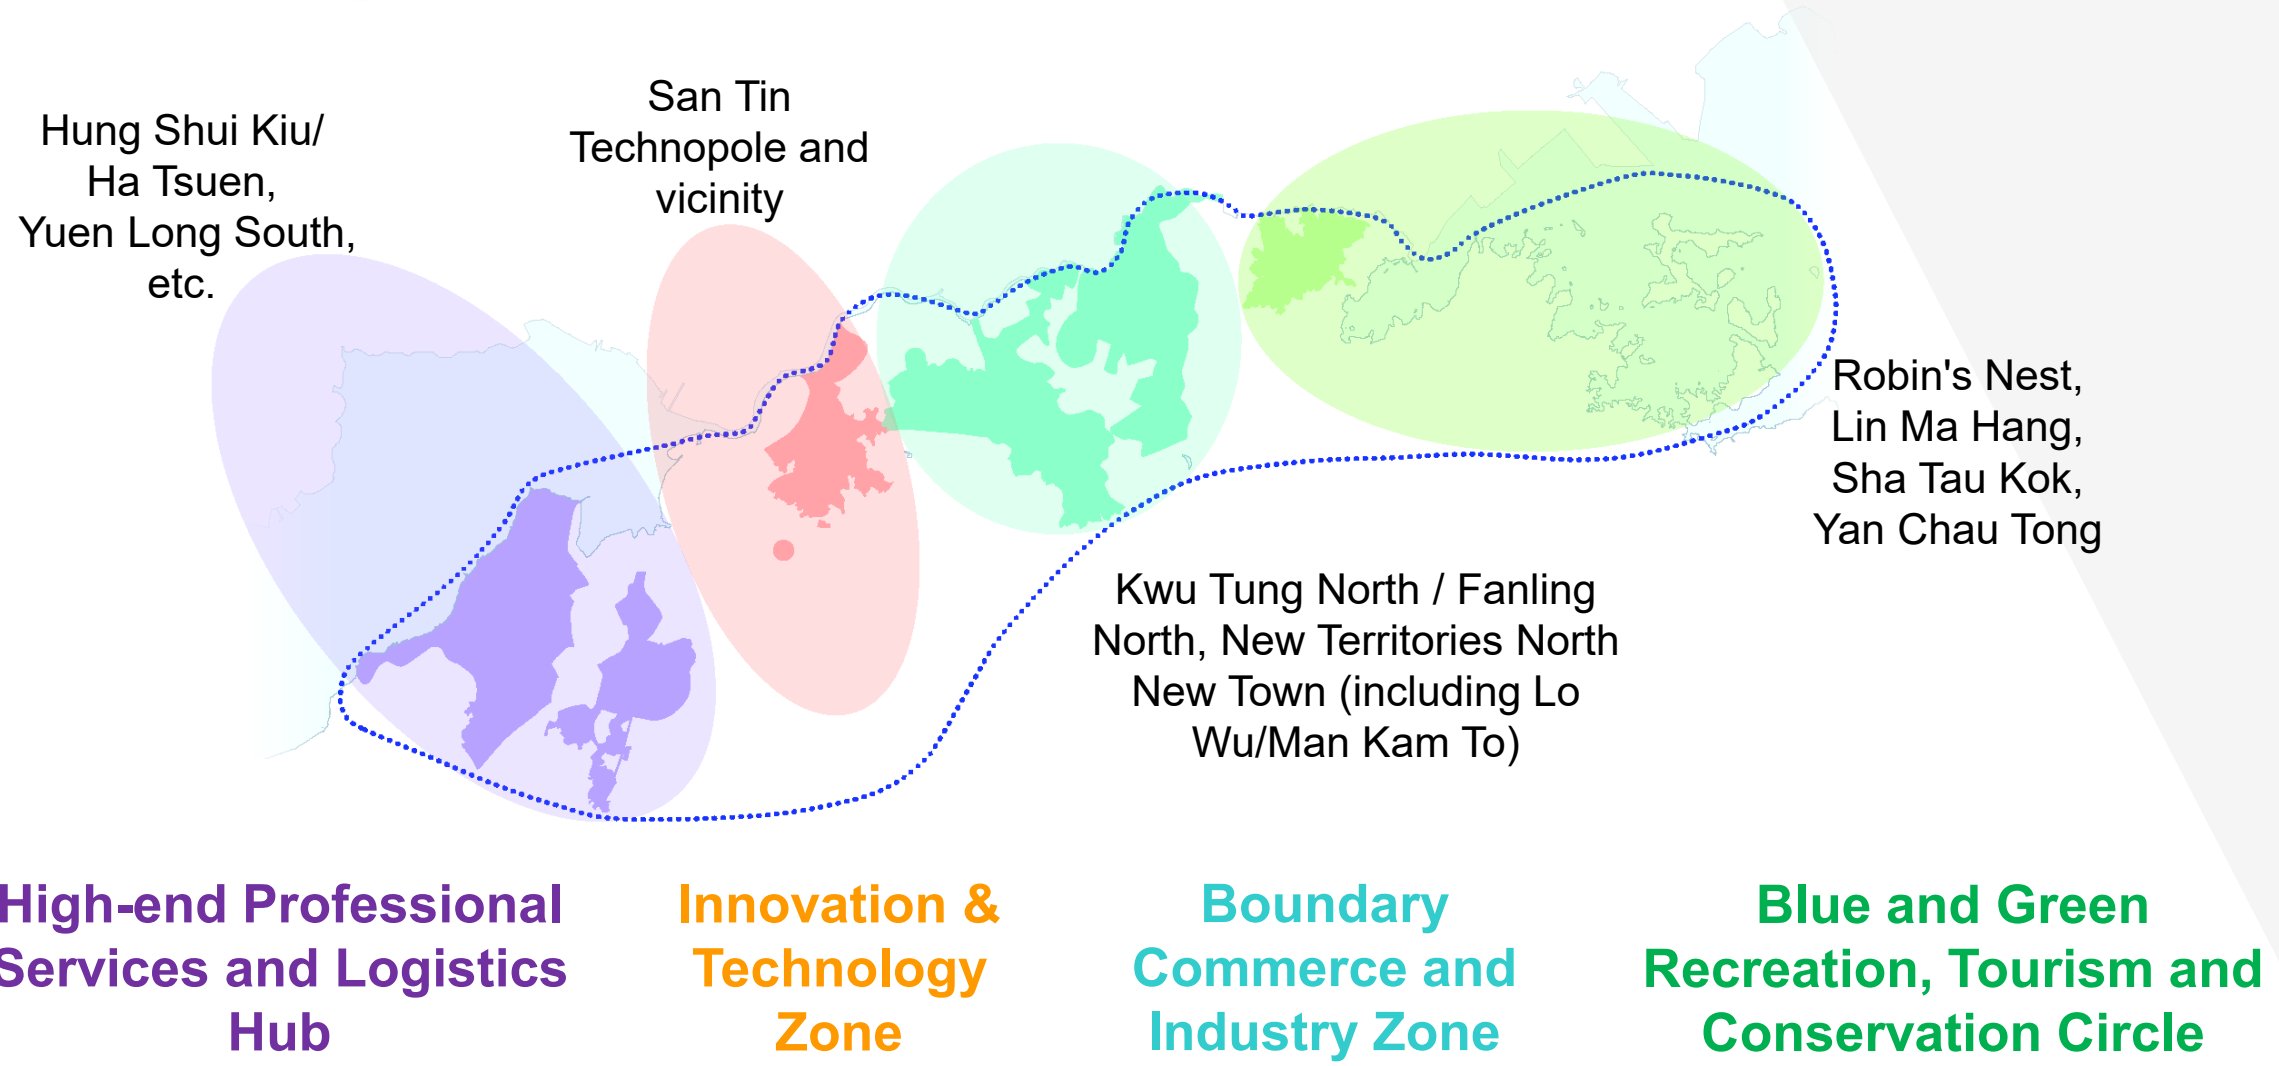 Hung Shui Kiu/
Ha Tsuen,
Yuen Long South,
etc.
San Tin
Technopole and
vicinity
Robin's Nest,
Lin Ma Hang,
Sha Tau Kok,
Yan Chau Tong
Kwu Tung North / Fanling
North, New Territories North
New Town (including Lo
Wu/Man Kam To)
High-end Professional
Services and Logistics
Hub
Innovation &
Technology
Zone
Boundary
Commerce and
Industry Zone
Blue and Green
Recreation, Tourism and
Conservation Circle